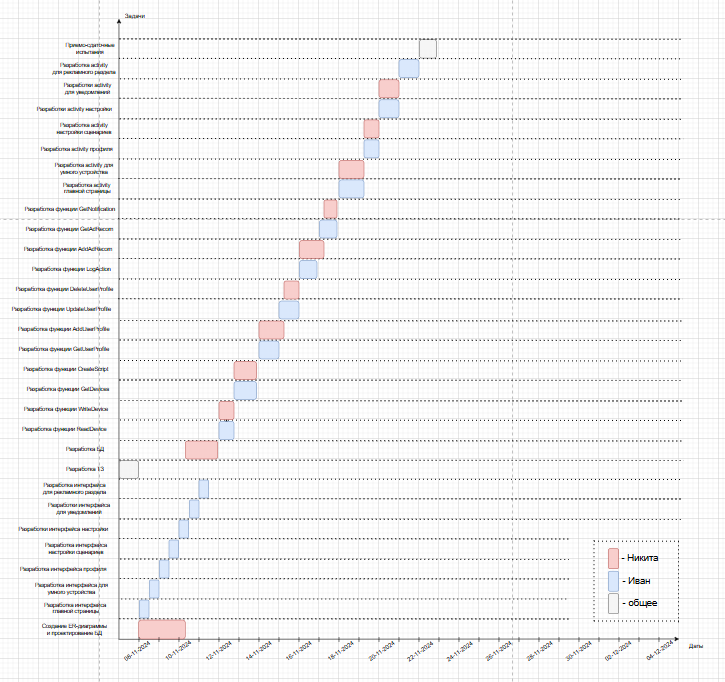 Задачи
Приемо-сдаточные
испытания
Разработка activity
для рекламного раздела
Разработки activity
для уведомлений
Разработки activity настройки
Разработка activity
настройки сценариев
Разработка activity профиля
Разработка activity для
умного устройства
Разработка activity
главной страницы
Разработка функции GetNotification
Разработка функции GetAdRecom
Разработка функции AddAdRecom
Разработка функции LogAction
Разработка функции DeleteUserProfile
Разработка функции UpdateUserProfile
Разработка функции AddUserProfile
Разработка функции GetUserProfile
Разработка функции CreateScript
Разработка функции GetDevices
Разработка функции WriteDevice
Разработка функции ReadDevice
Разработка БД
Разработка ТЗ
Разработка интерфейса
для рекламного раздела
Разработки интерфейса
для уведомлений
Разработки интерфейса настройки
Разработка интерфейса
настройки сценариев
Разработка интерфейса профиля
Разработка интерфейса для
умного устройства
Разработка интерфейса
главной страницы
Создание ER-диаграммы
и проектирование БД
- Никита
- Иван
- общее
08-11-2024
10-11-2024
12-11-2024
14-11-2024
16-11-2024
18-11-2024
20-11-2024
22-11-2024
24-11-2024
26-11-2024
28-11-2024
30-11-2024
02-12-2024
04-12-2024
Даты